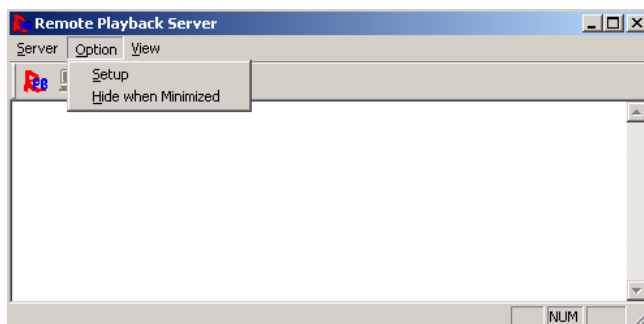 Remote Playback Server
Server Option View
Setup
Hide when Minimized
NUM